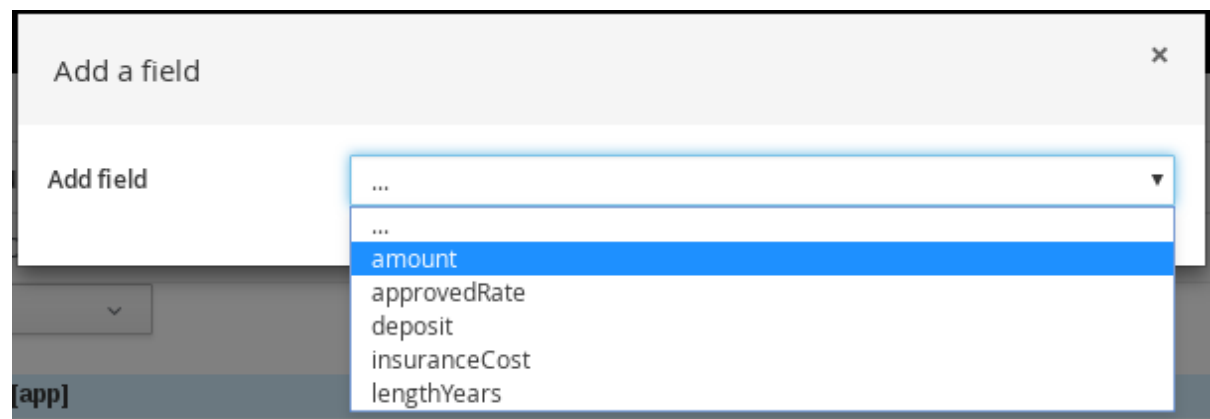 Add a field
×
Add field
...
...
amount
approvedRate
deposit
insuranceCost
lengthYears
[app]